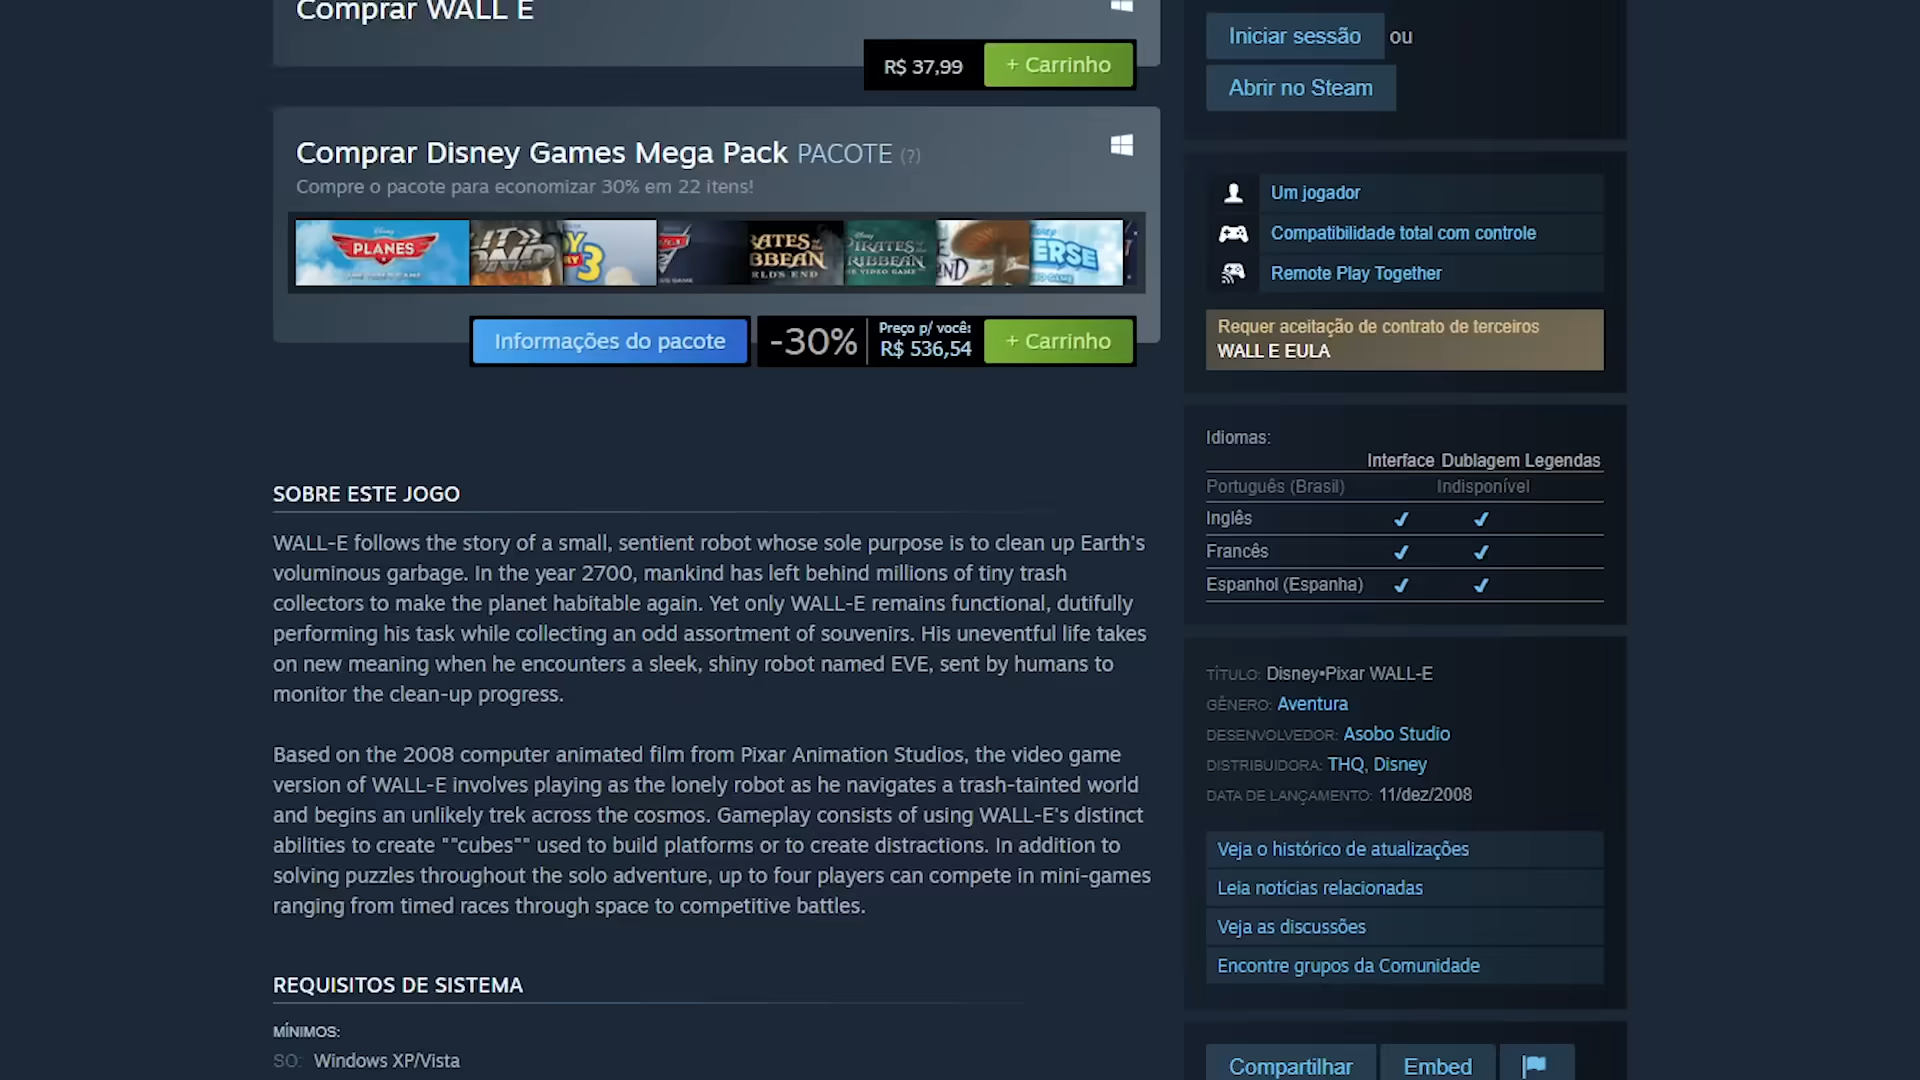 Comprar WALL E
R$ 37,99
+ Carrinho
Comprar Disney Games Mega Pack PACOTE (?)
Compre o pacote para economizar 30% em 22 itens!
Disney
PLANES
3
PIRATES of the
CARIBBEAN
THE VIDEO GAME
Informações do pacote
-30%
Preço p/ você:
R$ 536,54
+ Carrinho
SOBRE ESTE JOGO
WALL-E follows the story of a small, sentient robot whose sole purpose is to clean up Earth's
voluminous garbage. In the year 2700, mankind has left behind millions of tiny trash
collectors to make the planet habitable again. Yet only WALL-E remains functional, dutifully
performing his task while collecting an odd assortment of souvenirs. His uneventful life takes
on new meaning when he encounters a sleek, shiny robot named EVE, sent by humans to
monitor the clean-up progress.
Based on the 2008 computer animated film from Pixar Animation Studios, the video game
version of WALL-E involves playing as the lonely robot as he navigates a trash-tainted world
and begins an unlikely trek across the cosmos. Gameplay consists of using WALL-E's distinct
abilities to create ""cubes"" used to build platforms or to create distractions. In addition to
solving puzzles throughout the solo adventure, up to four players can compete in mini-games
ranging from timed races through space to competitive battles.
REQUISITOS DE SISTEMA
MÍNIMOS:
SO: Windows XP/Vista
Iniciar sessão ou
Abrir no Steam
Um jogador
Compatibilidade total com controle
Remote Play Together
Requer aceitação de contrato de terceiros
WALL E EULA
Idiomas:
Interface Dublagem Legendas
Português (Brasil) Indisponível
Inglês ✔ ✔
Francês ✔ ✔
Espanhol (Espanha) ✔ ✔
TÍTULO: Disney•Pixar WALL-E
GÊNERO: Aventura
DESENVOLVEDOR: Asobo Studio
DISTRIBUIDORA: THQ, Disney
DATA DE LANÇAMENTO: 11/dez/2008
Veja o histórico de atualizações
Leia notícias relacionadas
Veja as discussões
Encontre grupos da Comunidade
Compartilhar
Embed